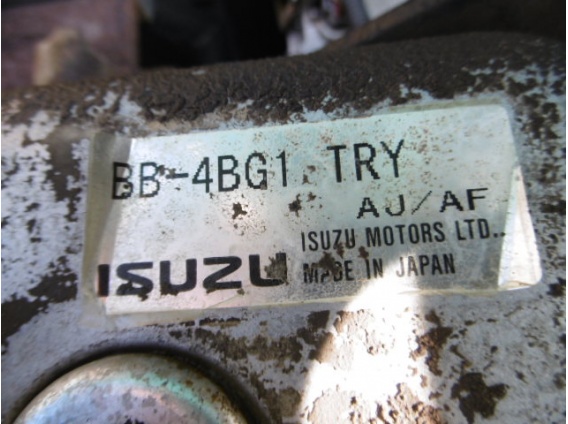 BB-4BG1 TRY
AJ/AF
ISUZU MOTORS LTD.
ISUZU MADE IN JAPAN